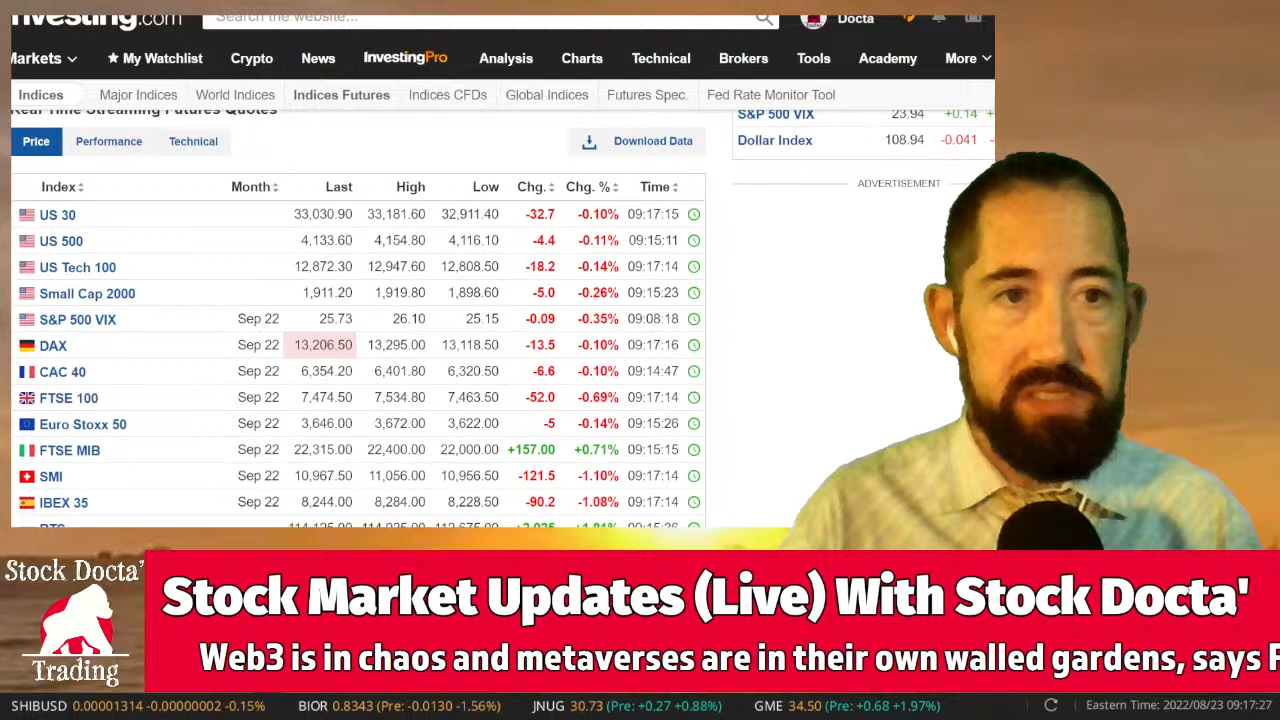 Investing.com Search the website... Docta
Markets My Watchlist Crypto News InvestingPro Analysis Charts Technical Brokers Tools Academy More
Indices Major Indices World Indices Indices Futures Indices CFDs Global Indices Futures Spec. Fed Rate Monitor Tool
Real Time Streaming Futures Quotes
S&P 500 VIX 23.94 +0.14 +
Dollar Index 108.94 -0.041 -
Price Performance Technical Download Data
ADVERTISEMENT
Index Month Last High Low Chg. Chg. % Time
US 30 33,030.90 33,181.60 32,911.40 -32.7 -0.10% 09:17:15
US 500 4,133.60 4,154.80 4,116.10 -4.4 -0.11% 09:15:11
US Tech 100 12,872.30 12,947.60 12,808.50 -18.2 -0.14% 09:17:14
Small Cap 2000 1,911.20 1,919.80 1,898.60 -5.0 -0.26% 09:15:23
S&P 500 VIX Sep 22 25.73 26.10 25.15 -0.09 -0.35% 09:08:18
DAX Sep 22 13,206.50 13,295.00 13,118.50 -13.5 -0.10% 09:17:16
CAC 40 Sep 22 6,354.20 6,401.80 6,320.50 -6.6 -0.10% 09:14:47
FTSE 100 Sep 22 7,474.50 7,534.80 7,463.50 -52.0 -0.69% 09:15:15
Euro Stoxx 50 Sep 22 3,646.00 3,672.00 3,622.00 -5 -0.14% 09:15:26
FTSE MIB Sep 22 22,315.00 22,400.00 22,000.00 +157.00 +0.71% 09:15:15
SMI Sep 22 10,967.50 11,056.00 10,956.50 -121.5 -1.10% 09:17:14
IBEX 35 Sep 22 8,244.00 8,284.00 8,228.50 -90.2 -1.08% 09:17:14
Stock Docta'
Trading
Stock Market Updates (Live) With Stock Docta'
Web3 is in chaos and metaverses are in their own walled gardens, says
SHIBUSD 0.00001314 -0.00000002 -0.15% BIOR 0.8343 (Pre: -0.0130 -1.56%) JNUG 30.73 (Pre: +0.27 +0.88%) GME 34.50 (Pre: +0.68 +1.97%) Eastern Time: 2022/08/23 09:17:27